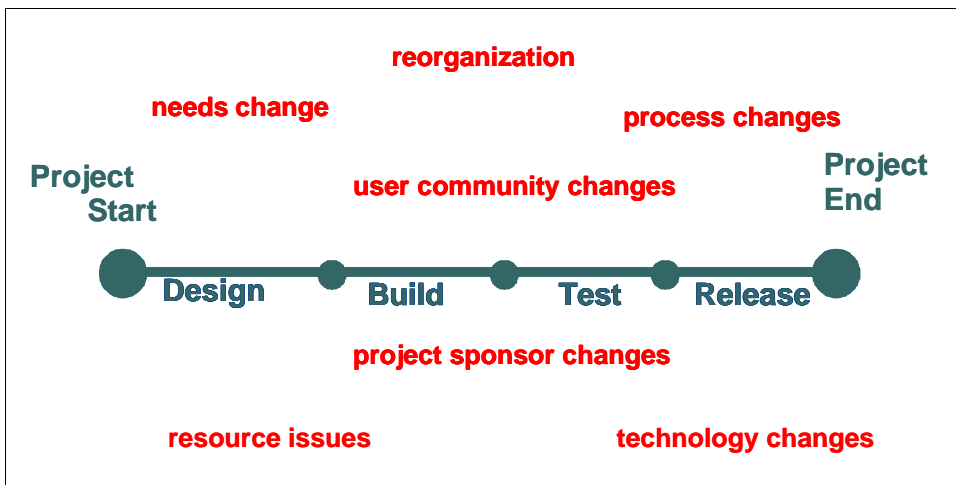 reorganization
needs change
process changes
Project
Start
user community changes
Project
End
Design
Build
Test
Release
project sponsor changes
resource issues
technology changes